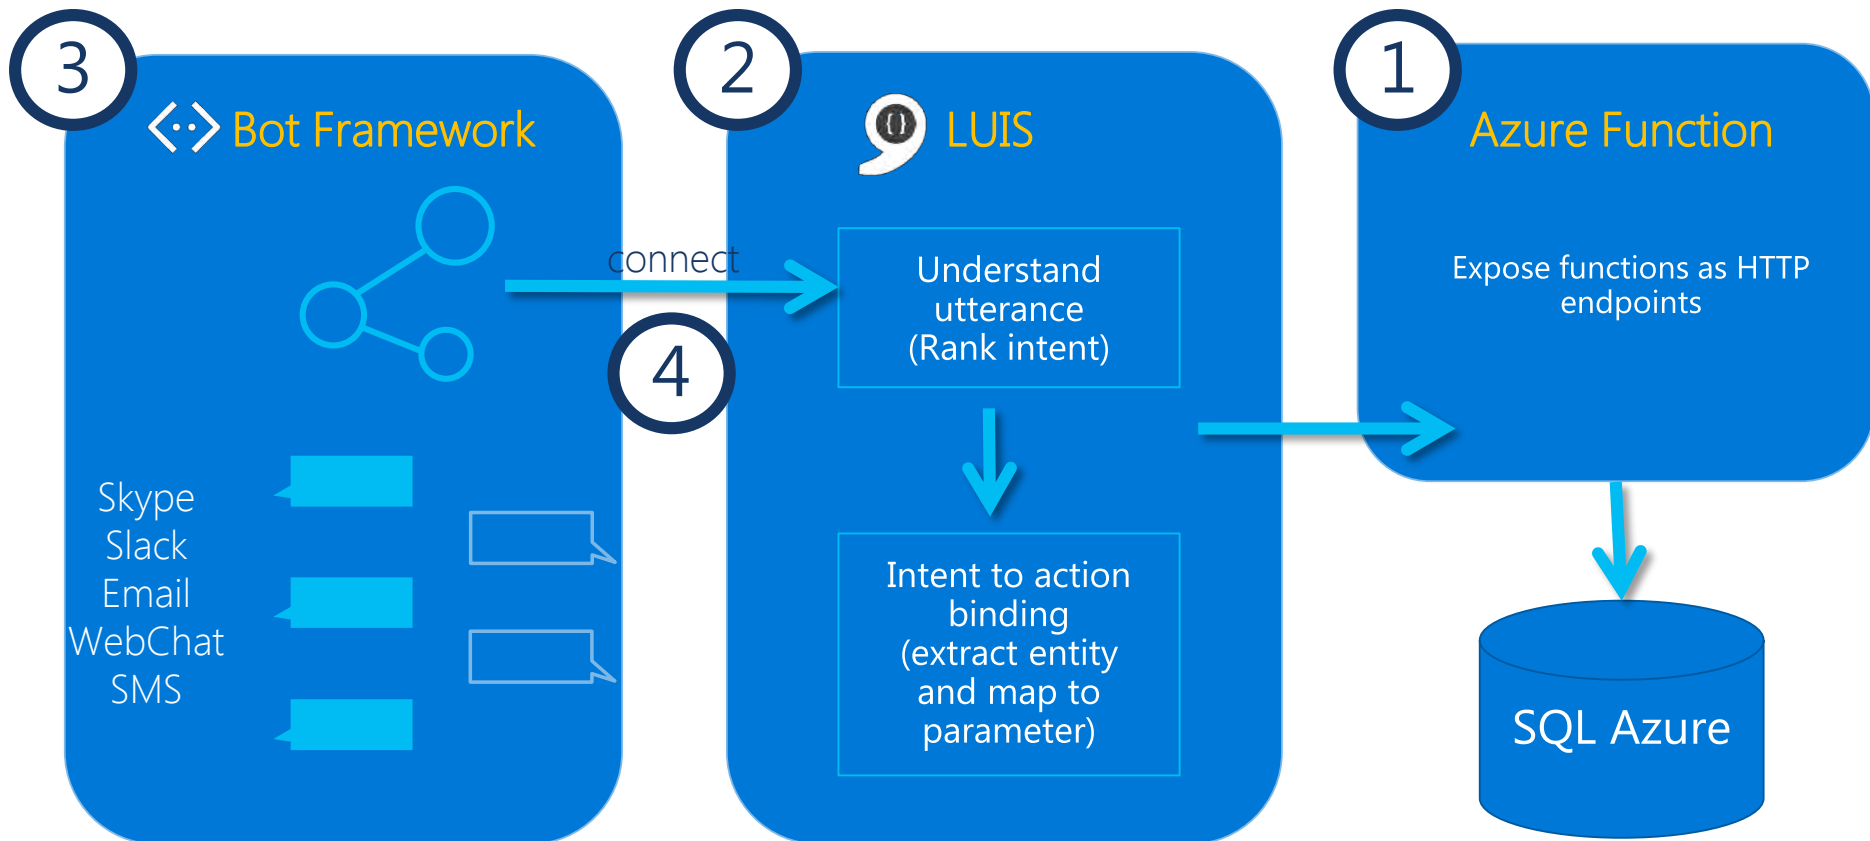 3
Bot Framework
Skype
Slack
Email
WebChat
SMS
connect
4
2
{}
LUIS
Understand
utterance
(Rank intent)
Intent to action
binding
(extract entity
and map to
parameter)
1
Azure Function
Expose functions as HTTP
endpoints
SQL Azure